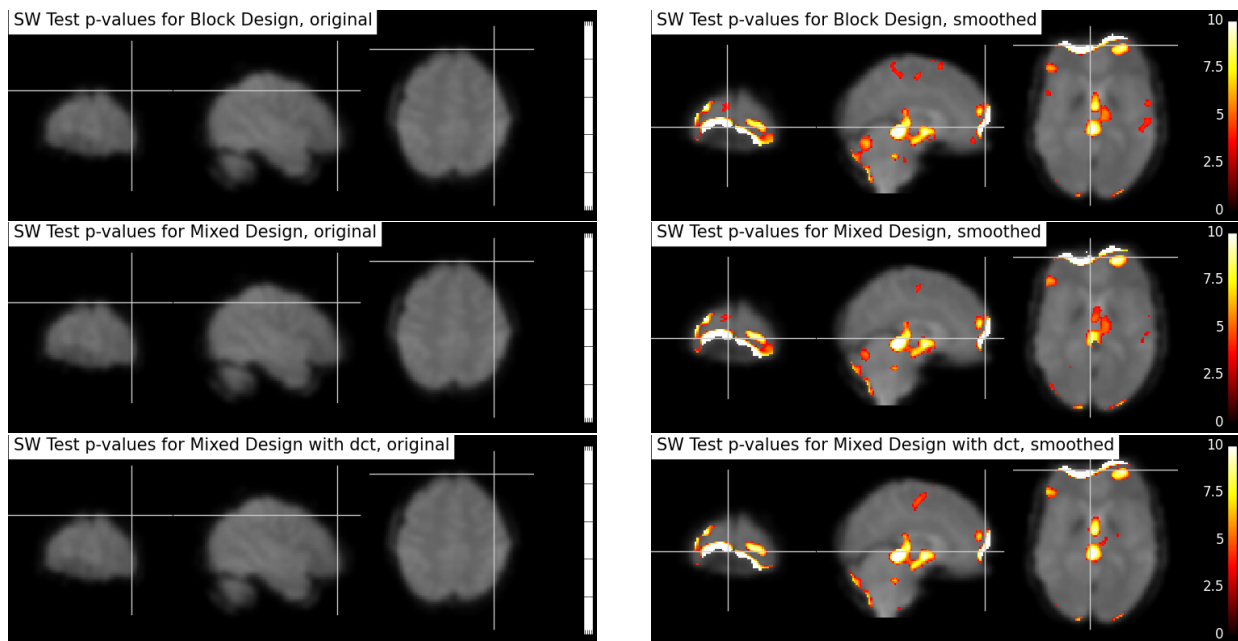 SW Test p-values for Block Design, original
SW Test p-values for Block Design, smoothed
10
7.5
5
2.5
0
SW Test p-values for Mixed Design, original
SW Test p-values for Mixed Design, smoothed
10
7.5
5
2.5
0
SW Test p-values for Mixed Design with dct, original
SW Test p-values for Mixed Design with dct, smoothed
10
7.5
5
2.5
0